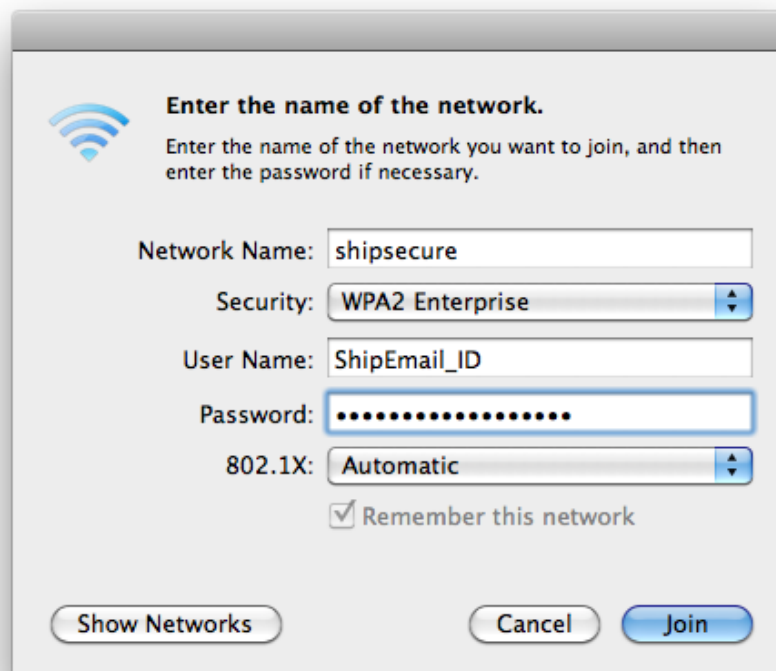 Enter the name of the network.
Enter the name of the network you want to join, and then
enter the password if necessary.
Network Name: shipsecure
Security: WPA2 Enterprise
User Name: ShipEmail_ID
Password: ••••••••••••••••••
802.1X: Automatic
Remember this network
Show Networks Cancel Join